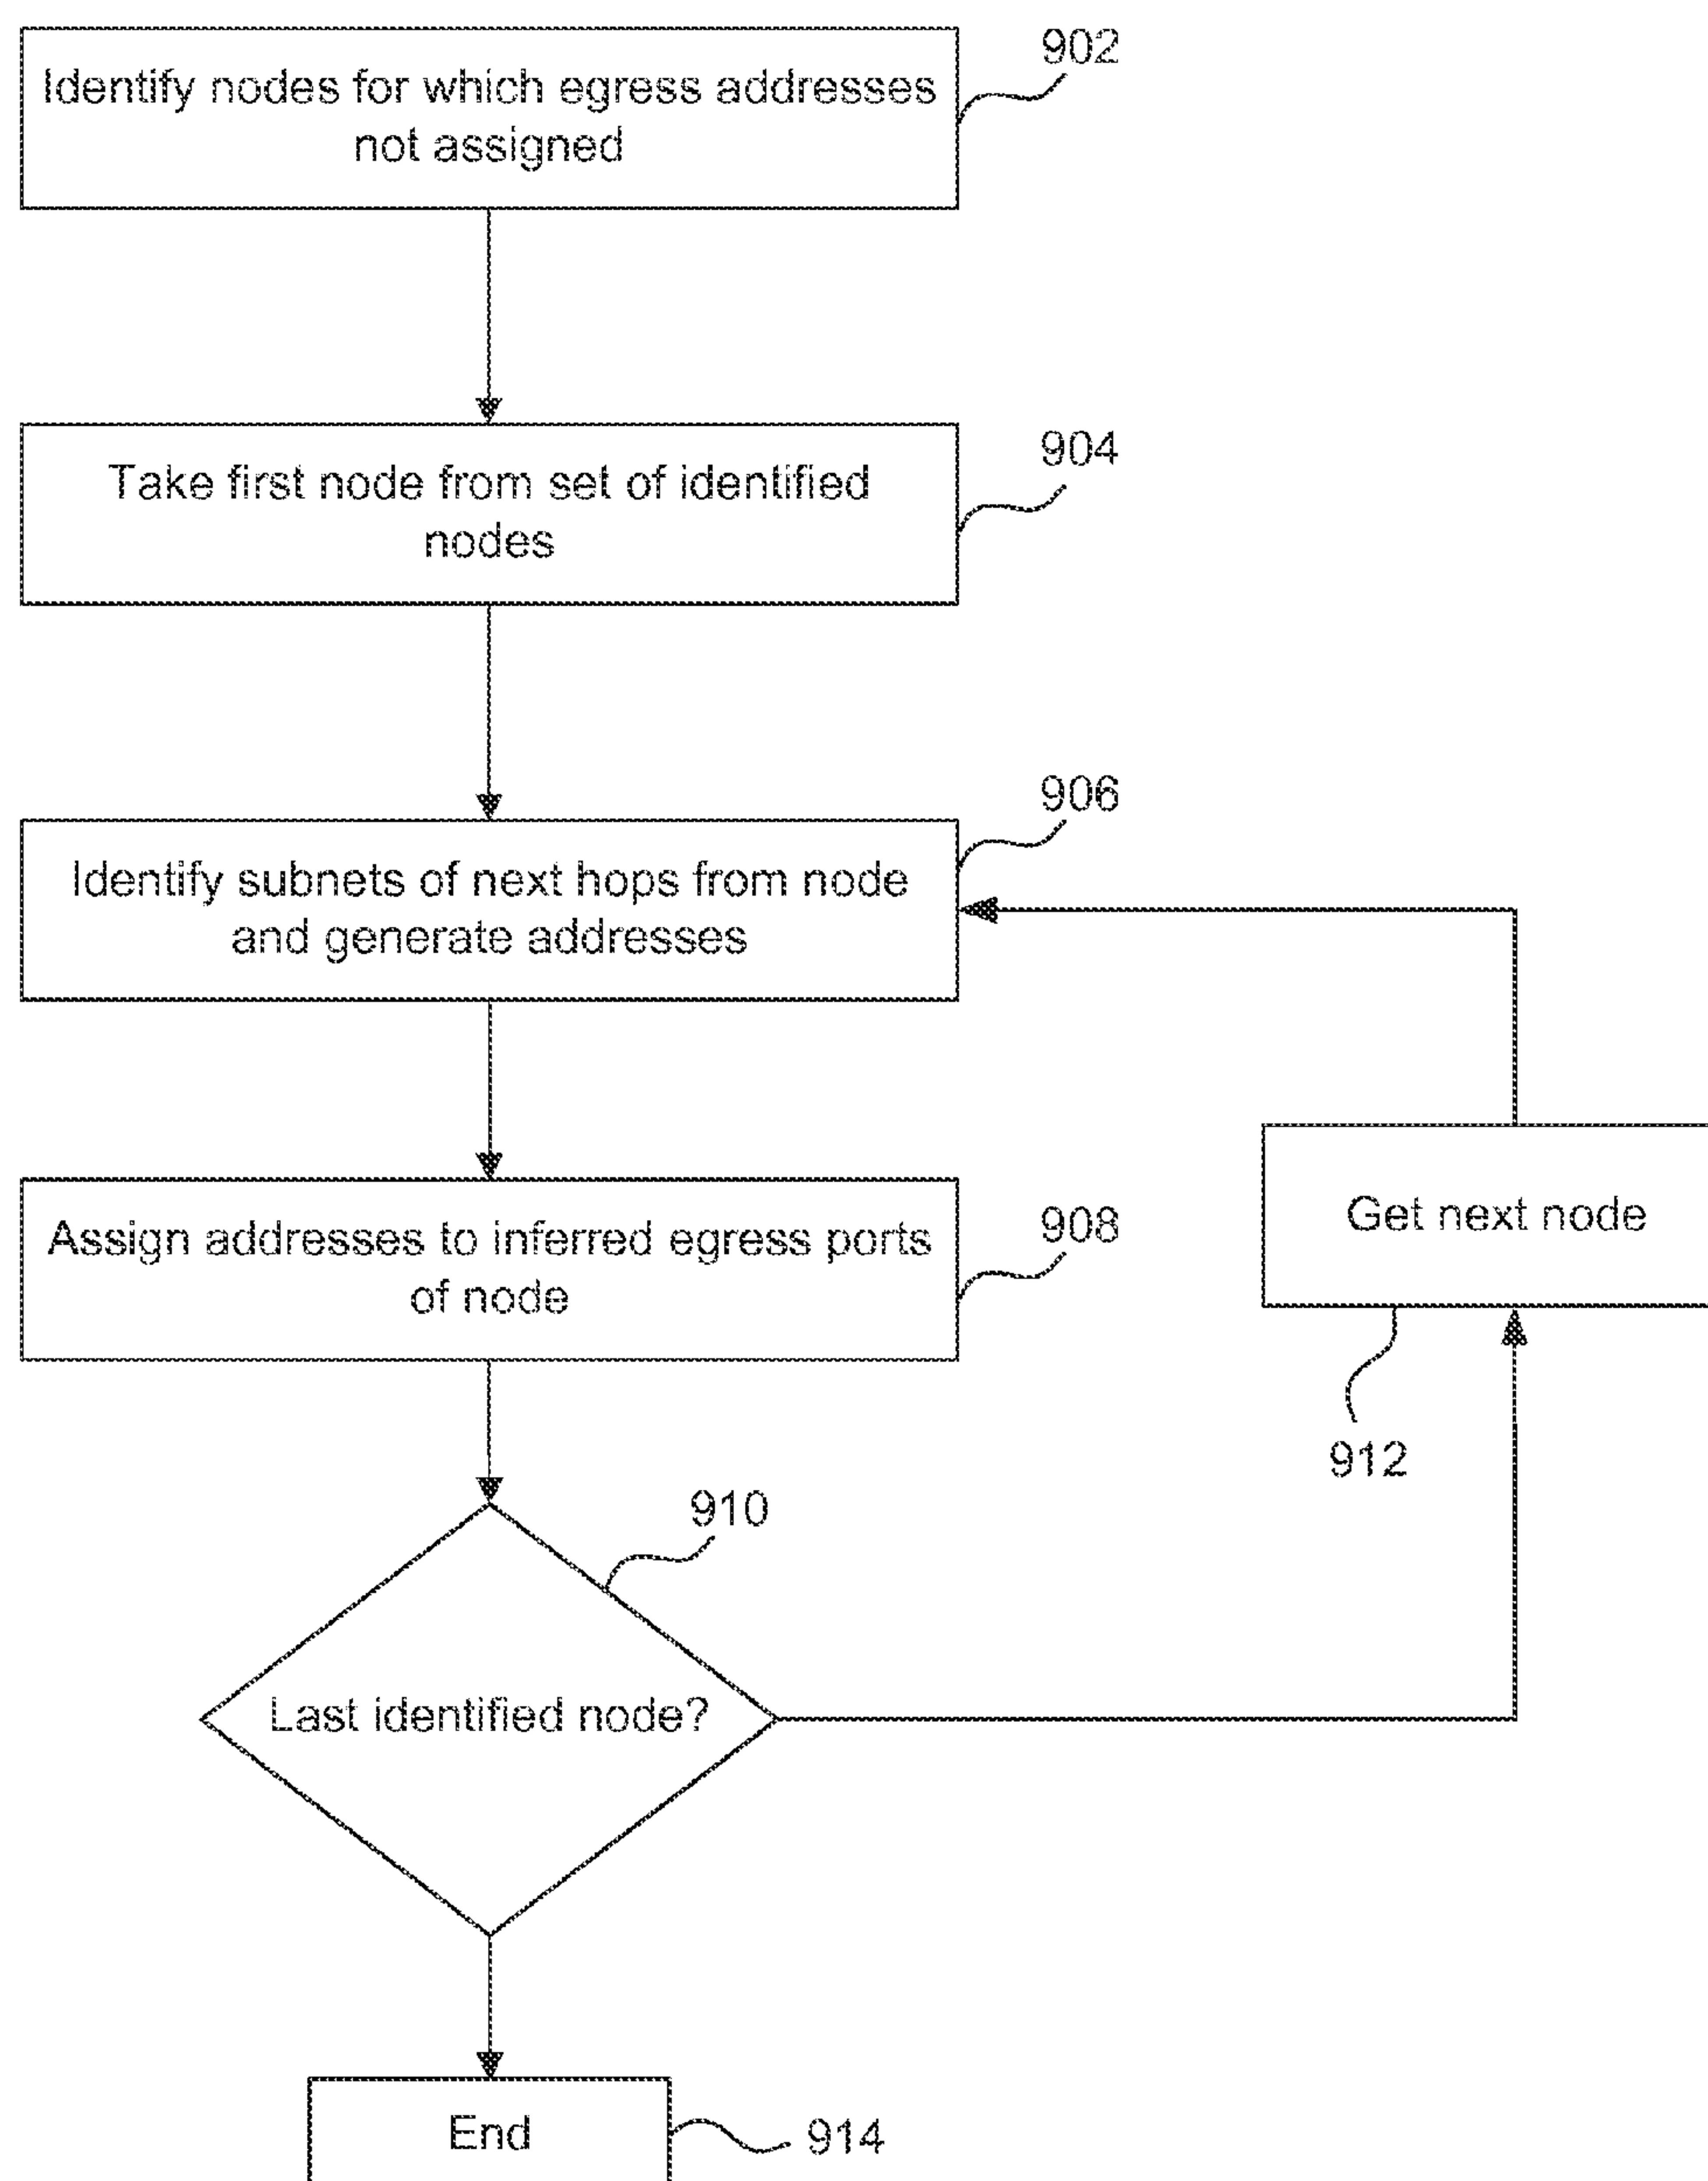 Identify nodes for which egress addresses
not assigned
902
Take first node from set of identified
nodes
904
Identify subnets of next hops from node
and generate addresses
906
Assign addresses to inferred egress ports
of node
908
Get next node
912
Last identified node?
910
End
914